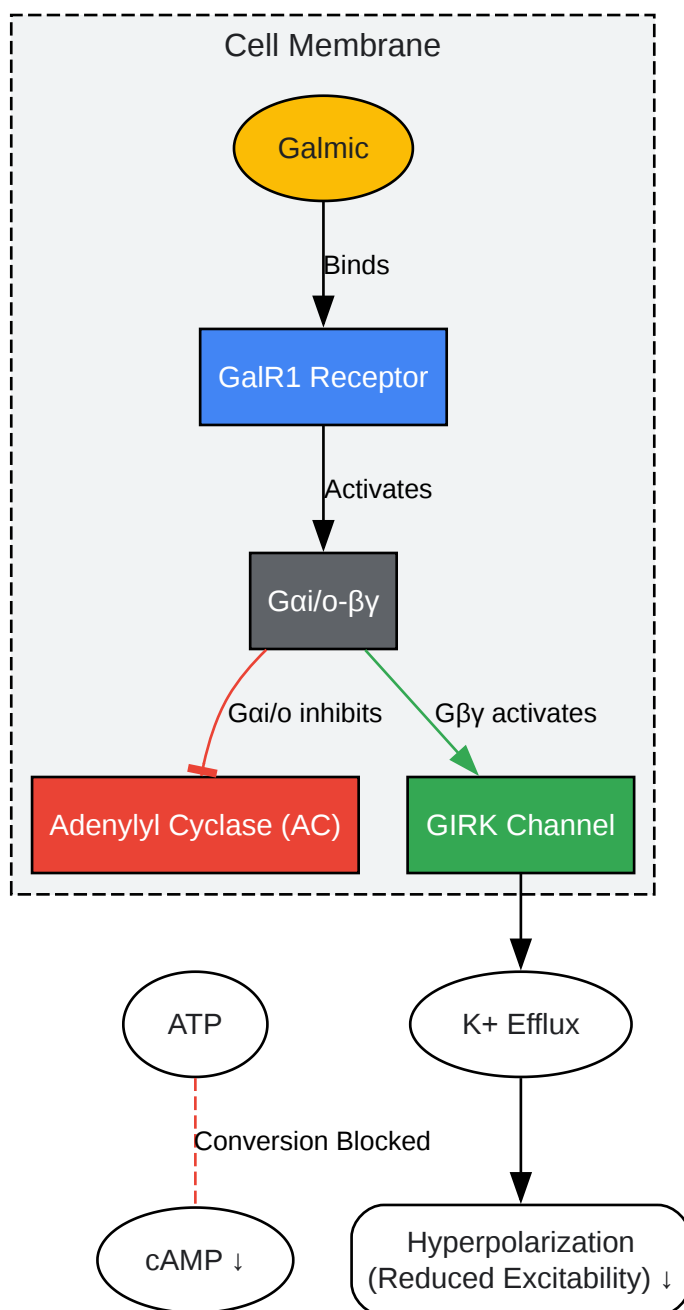 Cell Membrane
Galmic
Binds
GalR1 Receptor
Activates
Gαi/o-βγ
Gαi/o inhibits
Gβγ activates
Adenylyl Cyclase (AC)
GIRK Channel
ATP
K+ Efflux
Conversion Blocked
cAMP ↓
Hyperpolarization
(Reduced Excitability) ↓